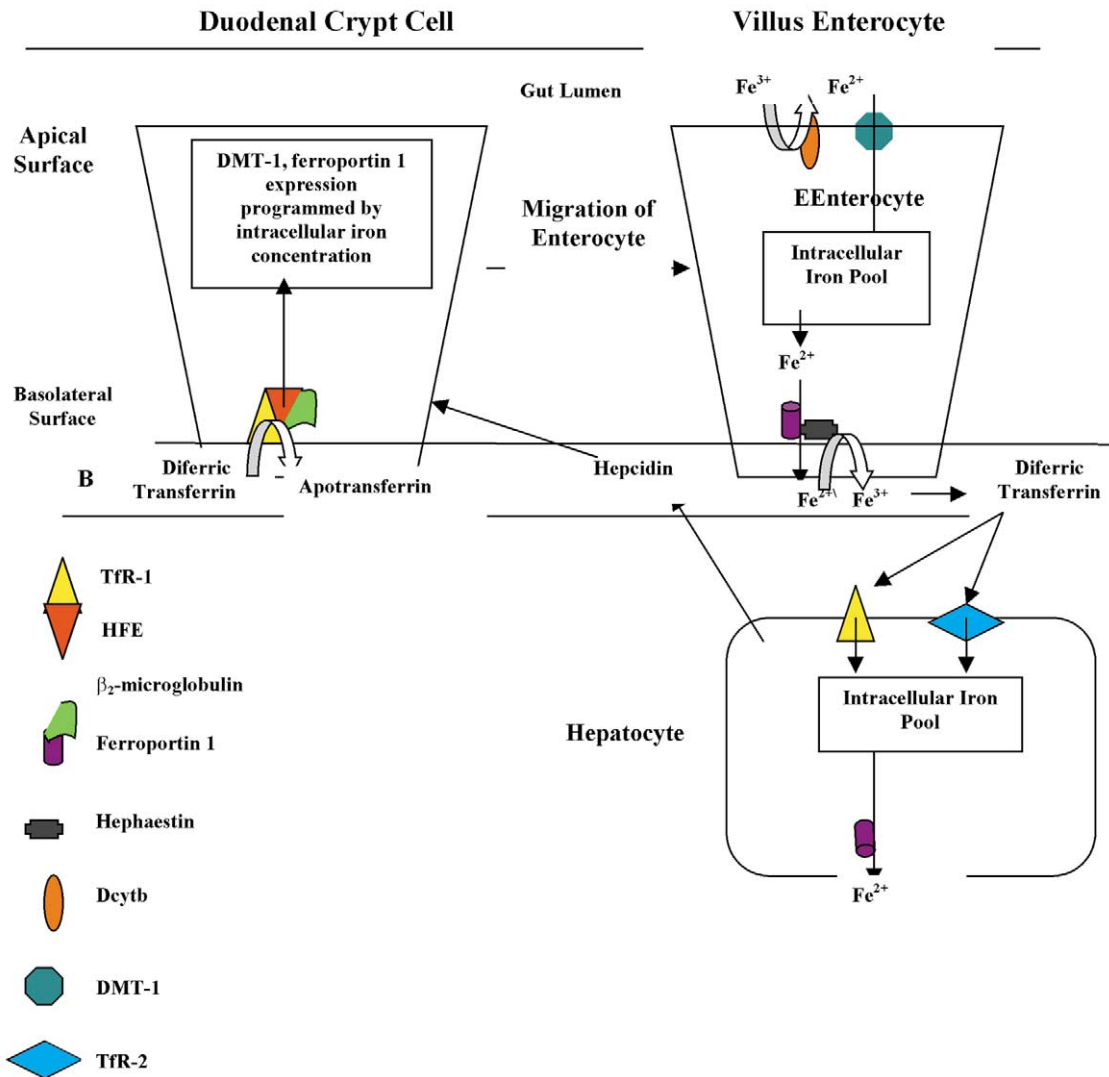 Duodenal Crypt Cell
Villus Enterocyte
Gut Lumen
Fe³⁺
Fe²⁺
Apical
Surface
DMT-1, ferroportin 1
expression
programmed by
intracellular iron
concentration
Migration of
Enterocyte
EEnterocyte
Intracellular
Iron Pool
Fe²⁺
Basolateral
Surface
B
Diferric
Transferrin
Apotransferrin
Hepcidin
Fe²⁺\
Fe³⁺
Diferric
Transferrin
TfR-1
HFE
β₂-microglobulin
Ferroportin 1
Hephaestin
Dcytb
DMT-1
TfR-2
Hepatocyte
Intracellular Iron
Pool
Fe²⁺